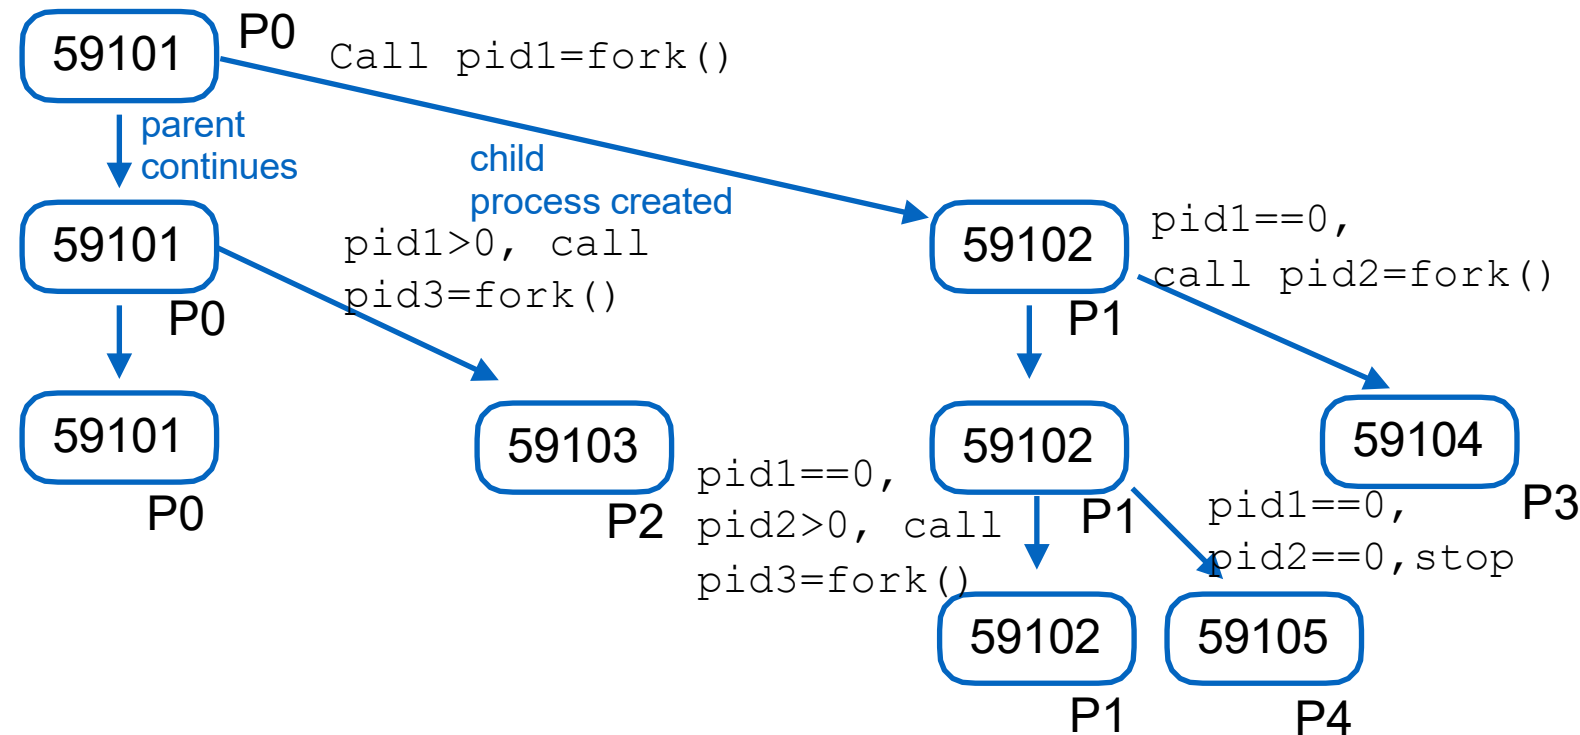 59101
P0
Call pid1=fork()
parent
continues
child
process created
59101
P0
pid1>0, call
pid3=fork()
59102
P1
pid1==0,
call pid2=fork()
59101
P0
59103
P2
59102
P1
59104
P3
pid1==0,
pid2>0, call
pid3=fork()
pid1==0,
pid2==0,stop
59102
P1
59105
P4